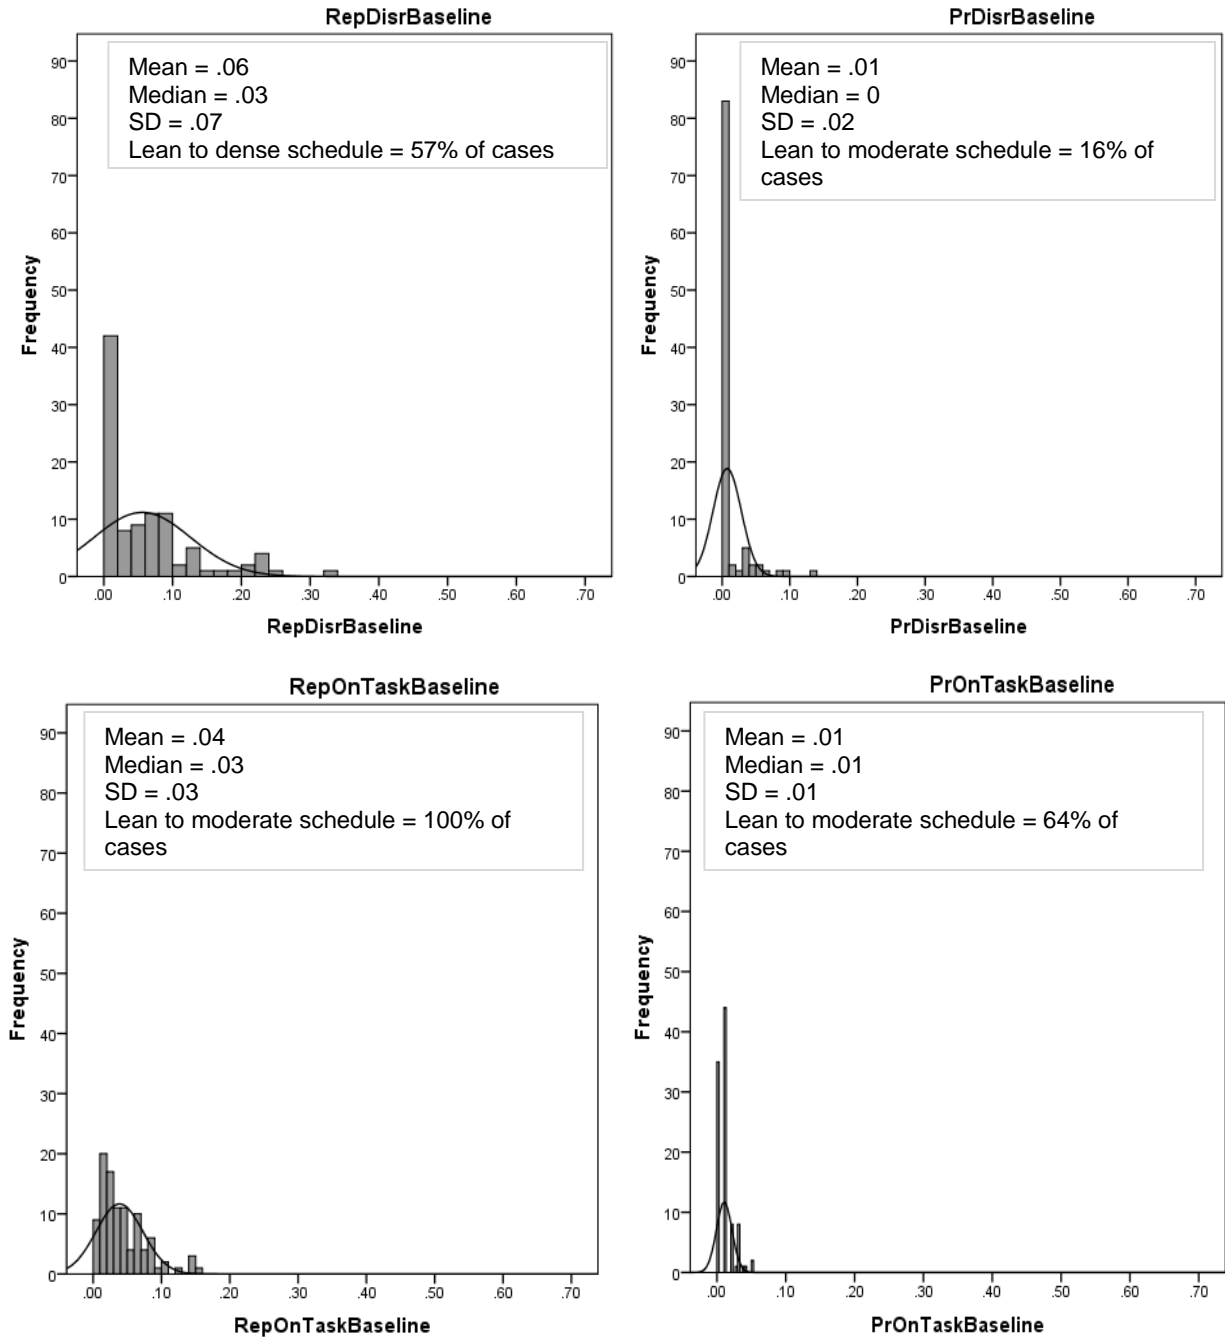 RepDisrBaseline
Mean = .06
Median = .03
SD = .07
Lean to dense schedule = 57% of cases
Frequency
90
80
70
60
50
40
30
20
10
0
.00 .10 .20 .30 .40 .50 .60 .70
RepDisrBaseline
PrDisrBaseline
Mean = .01
Median = 0
SD = .02
Lean to moderate schedule = 16% of
cases
Frequency
90
80
70
60
50
40
30
20
10
0
.00 .10 .20 .30 .40 .50 .60 .70
PrDisrBaseline
RepOnTaskBaseline
Mean = .04
Median = .03
SD = .03
Lean to moderate schedule = 100% of
cases
Frequency
90
80
70
60
50
40
30
20
10
0
.00 .10 .20 .30 .40 .50 .60 .70
RepOnTaskBaseline
PrOnTaskBaseline
Mean = .01
Median = .01
SD = .01
Lean to moderate schedule = 64% of
cases
Frequency
90
80
70
60
50
40
30
20
10
0
.00 .10 .20 .30 .40 .50 .60 .70
PrOnTaskBaseline